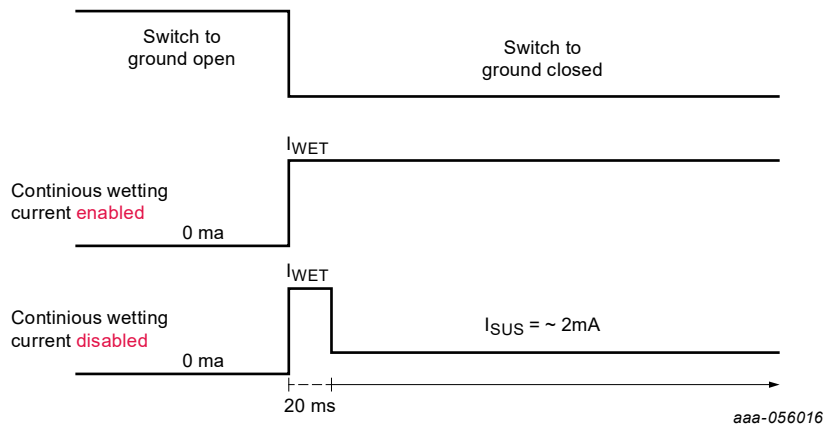 Switch to
ground open
Switch to
ground closed
IWET
Continious wetting
current enabled
0 ma
IWET
Continious wetting
current disabled
ISUS = ~ 2mA
0 ma
20 ms
aaa-056016